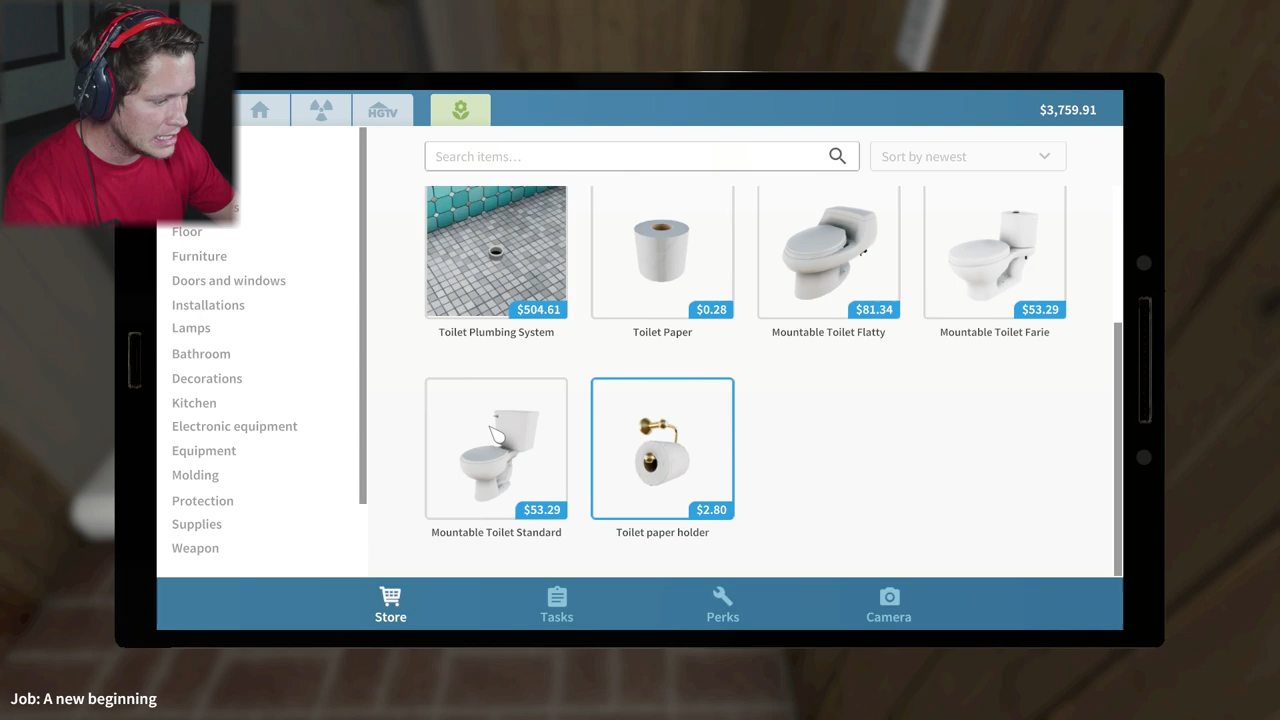 HGTV
$3,759.91
Search items...
Sort by newest
s
Floor
Furniture
Doors and windows
Installations
Lamps
Bathroom
Decorations
Kitchen
Electronic equipment
Equipment
Molding
Protection
Supplies
Weapon
$504.61
$0.28
$81.34
$53.29
Toilet Plumbing System
Toilet Paper
Mountable Toilet Flatty
Mountable Toilet Farie
$53.29
$2.80
Mountable Toilet Standard
Toilet paper holder
Store
Tasks
Perks
Camera
Job: A new beginning